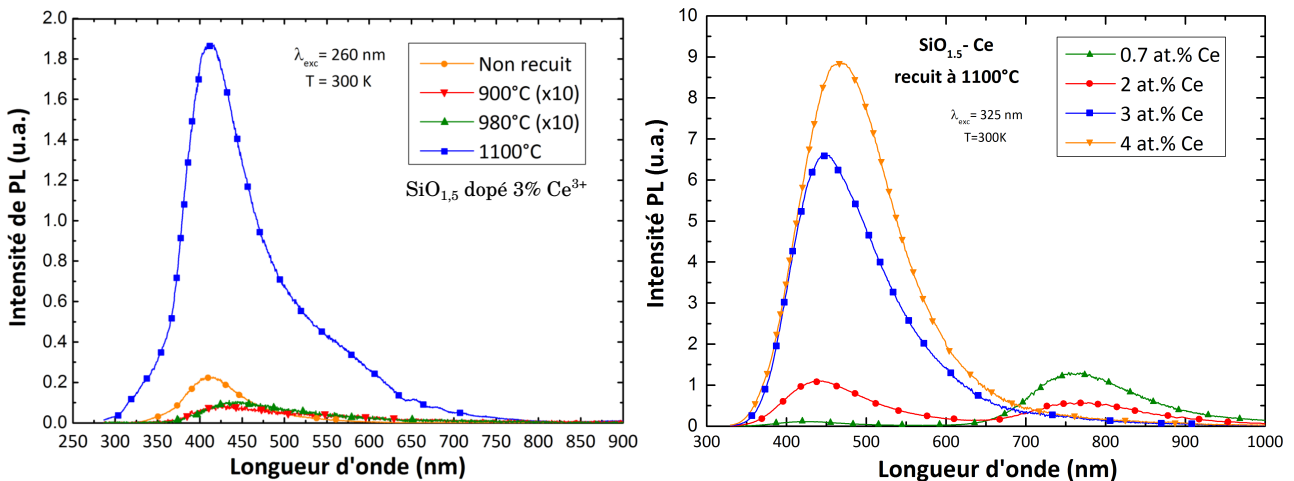 Intensité de PL (u.a.)
2.0
1.8
1.6
1.4
1.2
1.0
0.8
0.6
0.4
0.2
0.0
250 300 350 400 450 500 550 600 650 700 750 800 850 900
Longueur d'onde (nm)
λexc = 260 nm
T = 300 K
Non recuit
900°C (x10)
980°C (x10)
1100°C
SiO1,5 dopé 3% Ce3+
Intensité PL (u.a.)
10
9
8
7
6
5
4
3
2
1
0
300 400 500 600 700 800 900 1000
Longueur d'onde (nm)
SiO1.5- Ce
recuit à 1100°C
λexc = 325 nm
T=300K
0.7 at.% Ce
2 at.% Ce
3 at.% Ce
4 at.% Ce